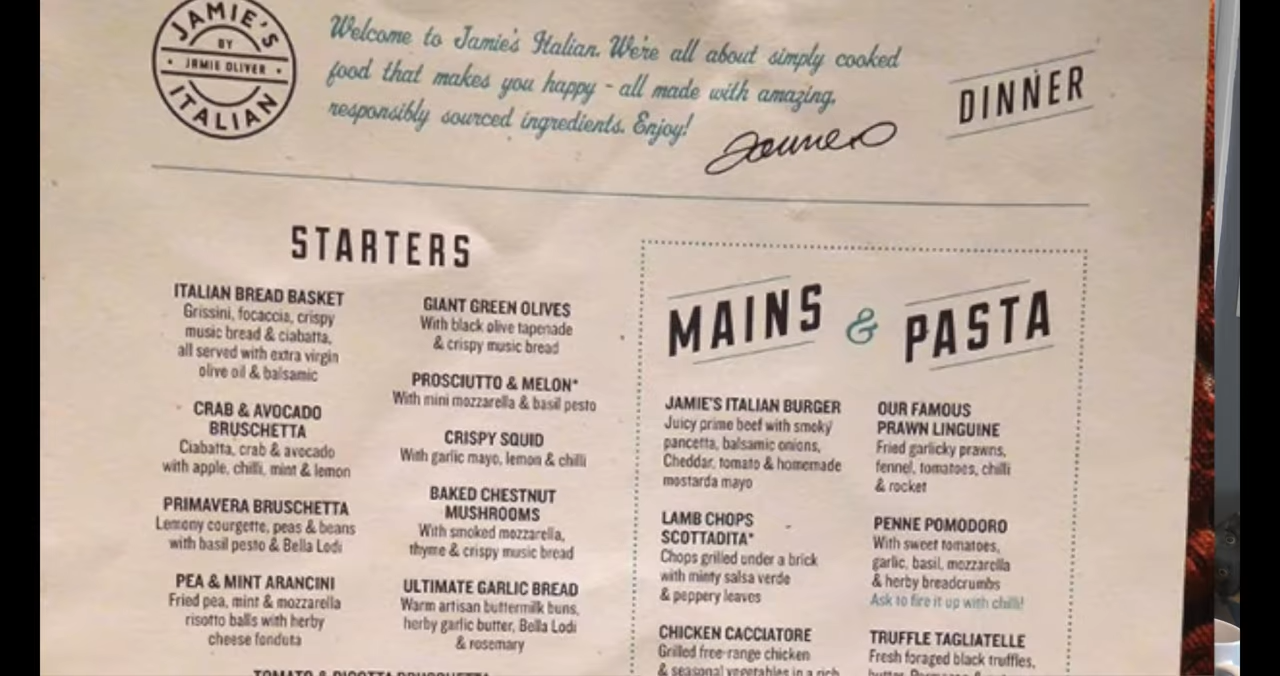 JAMIE'S
BY
• JAMIE OLIVER •
ITALIAN
Welcome to Jamie's Italian. We're all about simply cooked
food that makes you happy - all made with amazing,
responsibly sourced ingredients. Enjoy!
DINNER
STARTERS
ITALIAN BREAD BASKET
Grissini, focaccia, crispy
music bread & ciabatta,
all served with extra virgin
olive oil & balsamic
CRAB & AVOCADO
BRUSCHETTA
Ciabatta, crab & avocado
with apple, chilli, mint & lemon
PRIMAVERA BRUSCHETTA
Lemony courgette, peas & beans
with basil pesto & Bella Lodi
PEA & MINT ARANCINI
Fried pea, mint & mozzarella
risotto balls with herby
cheese fonduta
GIANT GREEN OLIVES
With black olive tapenade
& crispy music bread
PROSCIUTTO & MELON*
With mini mozzarella & basil pesto
CRISPY SQUID
With garlic mayo, lemon & chilli
BAKED CHESTNUT
MUSHROOMS
With smoked mozzarella,
thyme & crispy music bread
ULTIMATE GARLIC BREAD
Warm artisan buttermilk buns,
herby garlic butter, Bella Lodi
& rosemary
TOMATO & RICOTTA BRUSCHETTA
MAINS & PASTA
JAMIE'S ITALIAN BURGER
Juicy prime beef with smoky
pancetta, balsamic onions,
Cheddar, tomato & homemade
mostarda mayo
LAMB CHOPS
SCOTTADITA*
Chops grilled under a brick
with minty salsa verde
& peppery leaves
CHICKEN CACCIATORE
Grilled free-range chicken
& seasonal vegetables in a rich
OUR FAMOUS
PRAWN LINGUINE
Fried garlicky prawns,
fennel, tomatoes, chilli
& rocket
PENNE POMODORO
With sweet tomatoes,
garlic, basil, mozzarella
& herby breadcrumbs
Ask to fire it up with chilli!
TRUFFLE TAGLIATELLE
Fresh foraged black truffles,
butter, Parmesan &